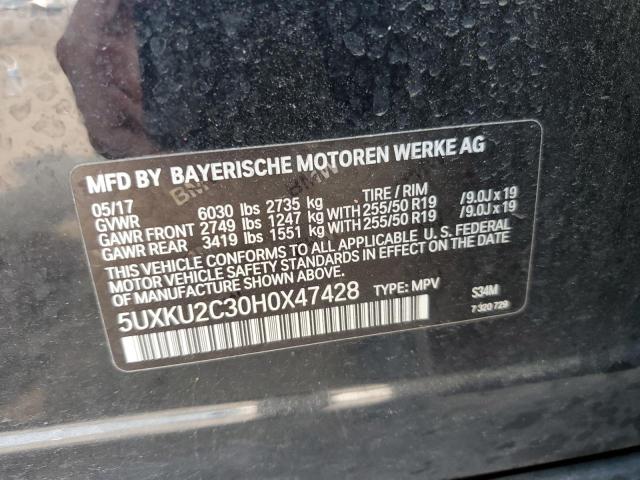 MFD BY BAYERISCHE MOTOREN WERKE AG
05/17 TIRE / RIM
GVWR 6030 lbs 2735 kg
GAWR FRONT 2749 lbs 1247 kg WITH 255/50 R19 /9.0J x 19
GAWR REAR 3419 lbs 1551 kg WITH 255/50 R19 /9.0J x 19
THIS VEHICLE CONFORMS TO ALL APPLICABLE U. S. FEDERAL
MOTOR VEHICLE SAFETY STANDARDS IN EFFECT ON THE DATE OF
MANUFACTURE SHOWN ABOVE.
5UXKU2C30H0X47428 TYPE: MPV S34M
7 320 729
BMW
BMW